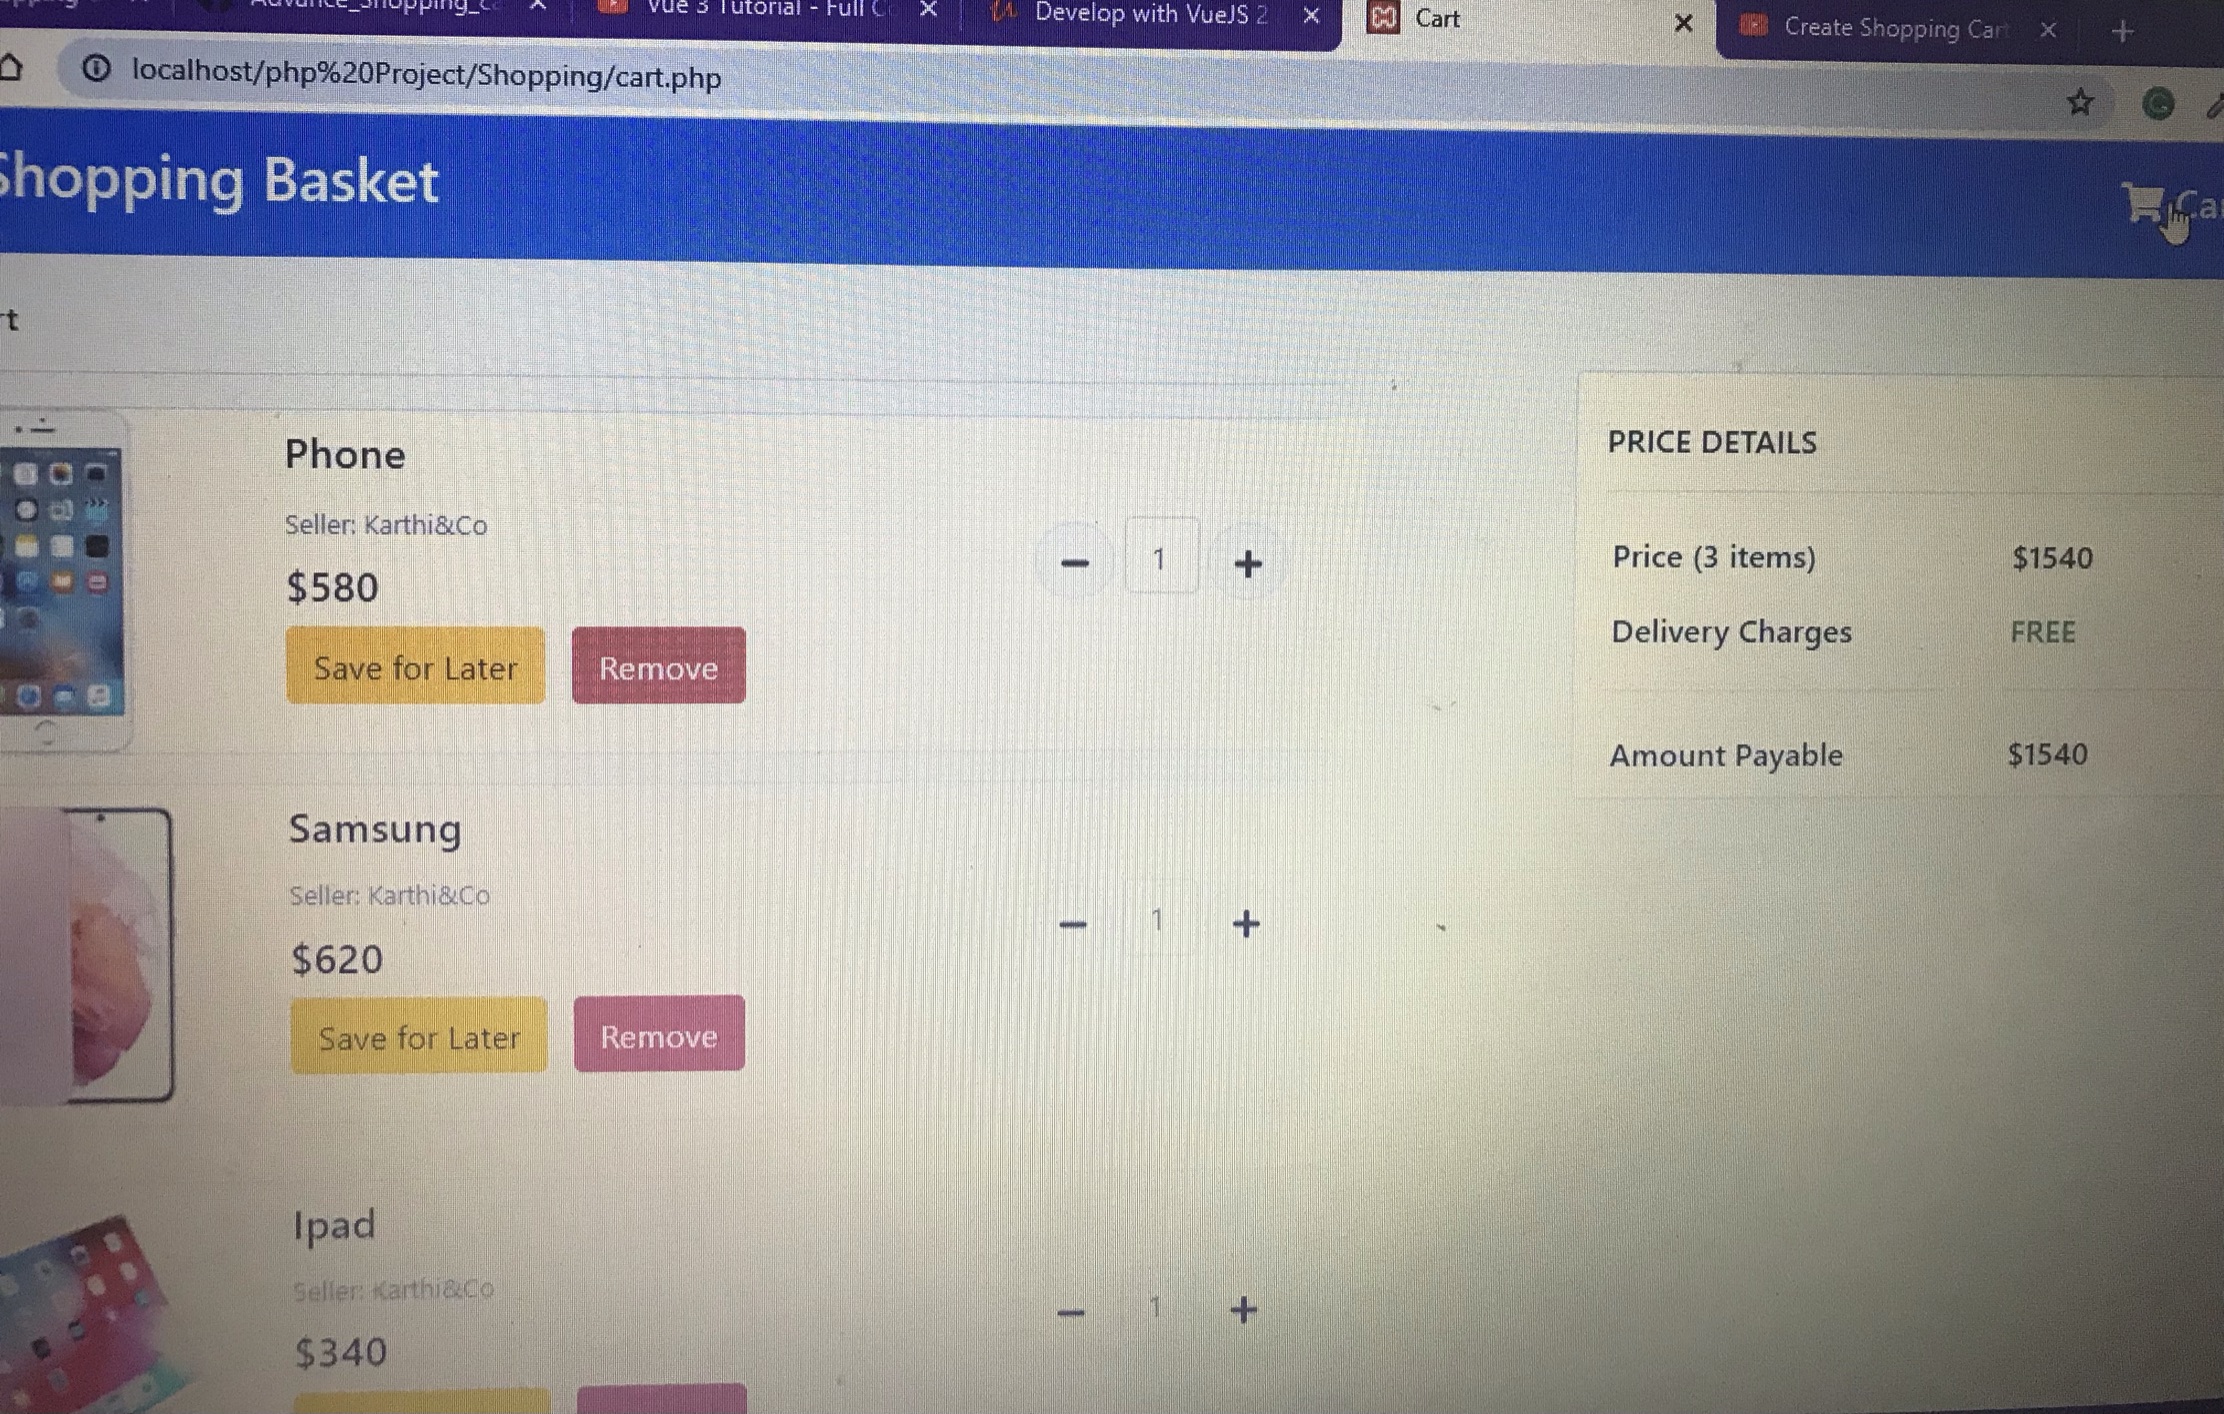 Vue 3 Tutorial - Full C
Develop with VueJS 2
Cart
Create Shopping Cart
localhost/php%20Project/Shopping/cart.php
Shopping Basket
Ca
rt
Phone
Seller: Karthi&Co
1
$580
Save for Later
Remove
PRICE DETAILS
Price (3 items)
$1540
Delivery Charges
FREE
Amount Payable
$1540
Samsung
Seller: Karthi&Co
1
$620
Save for Later
Remove
Ipad
Seller: Karthi&Co
1
$340